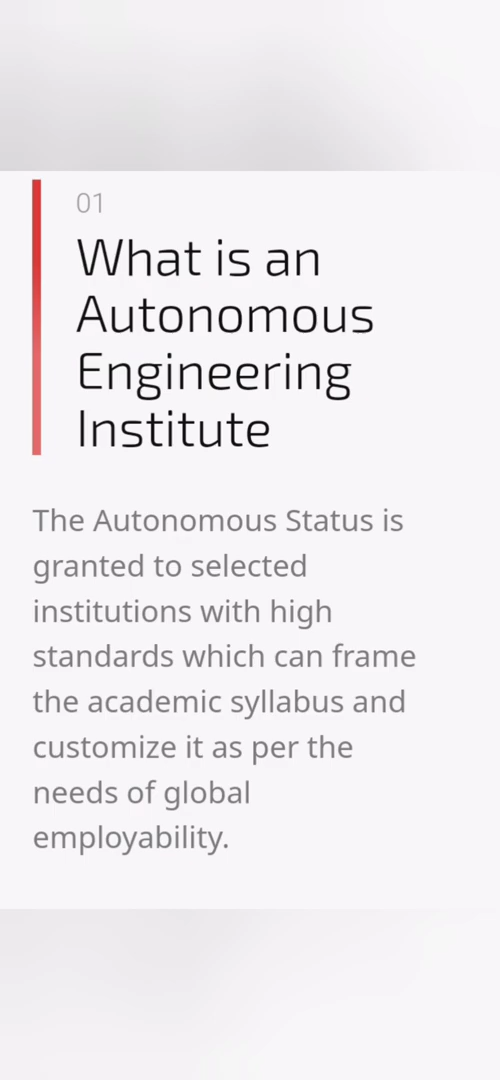 01
What is an
Autonomous
Engineering
Institute
The Autonomous Status is
granted to selected
institutions with high
standards which can frame
the academic syllabus and
customize it as per the
needs of global
employability.